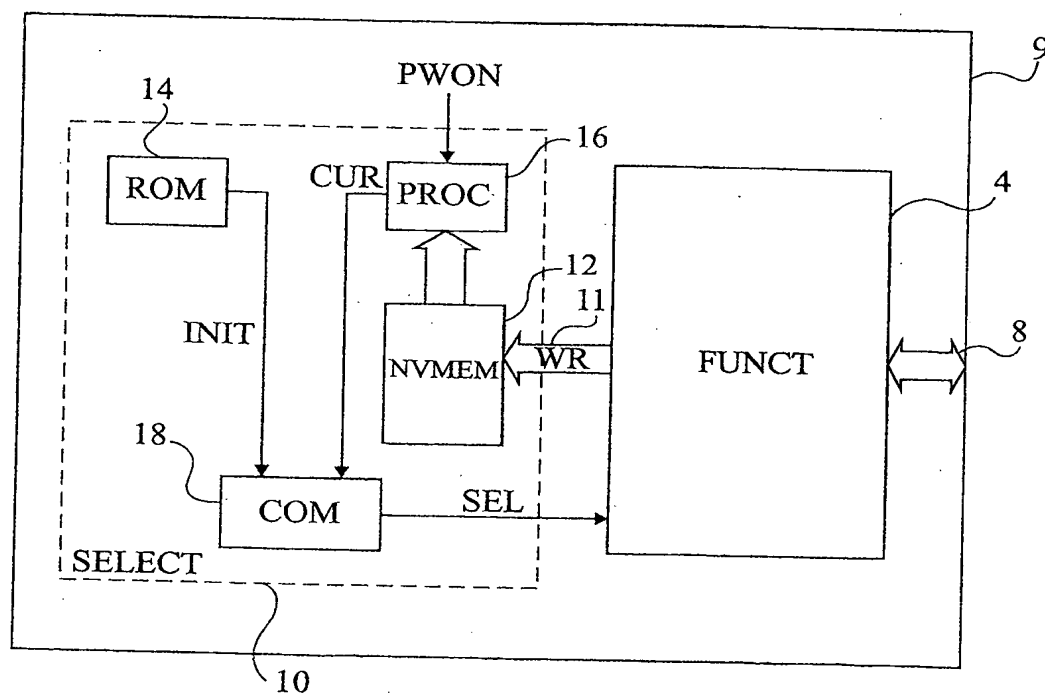 9
PWON
14
16
ROM
CUR
PROC
4
12
11
INIT
NVMEM
WR
FUNCT
8
18
COM
SEL
SELECT
10